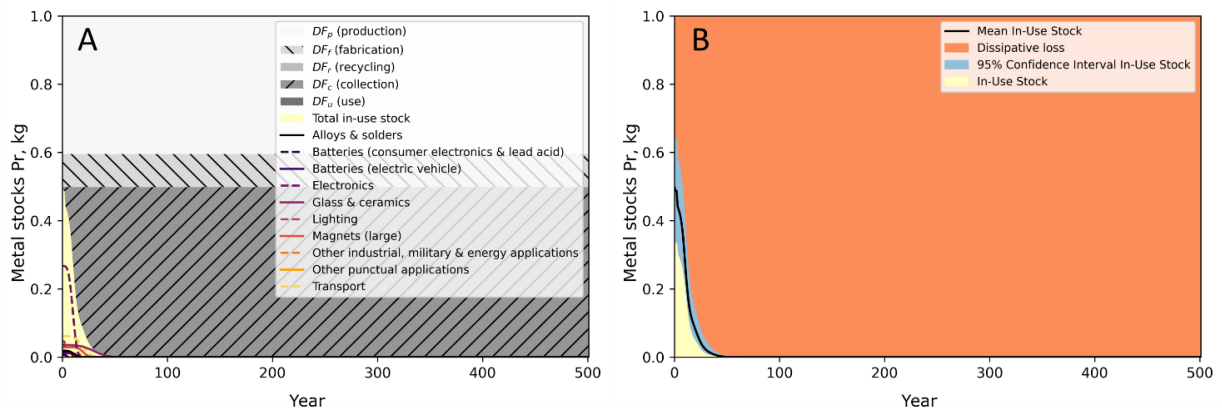 A
Metal stocks Pr, kg
1.0
0.8
0.6
0.4
0.2
0.0
0 100 200 300 400 500
Year
DFp (production)
DFf (fabrication)
DFr (recycling)
DFc (collection)
DFu (use)
Total in-use stock
Alloys & solders
Batteries (consumer electronics & lead acid)
Batteries (electric vehicle)
Electronics
Glass & ceramics
Lighting
Magnets (large)
Other industrial, military & energy applications
Other punctual applications
Transport
B
Metal stocks Pr, kg
1.0
0.8
0.6
0.4
0.2
0.0
0 100 200 300 400 500
Year
Mean In-Use Stock
Dissipative loss
95% Confidence Interval In-Use Stock
In-Use Stock